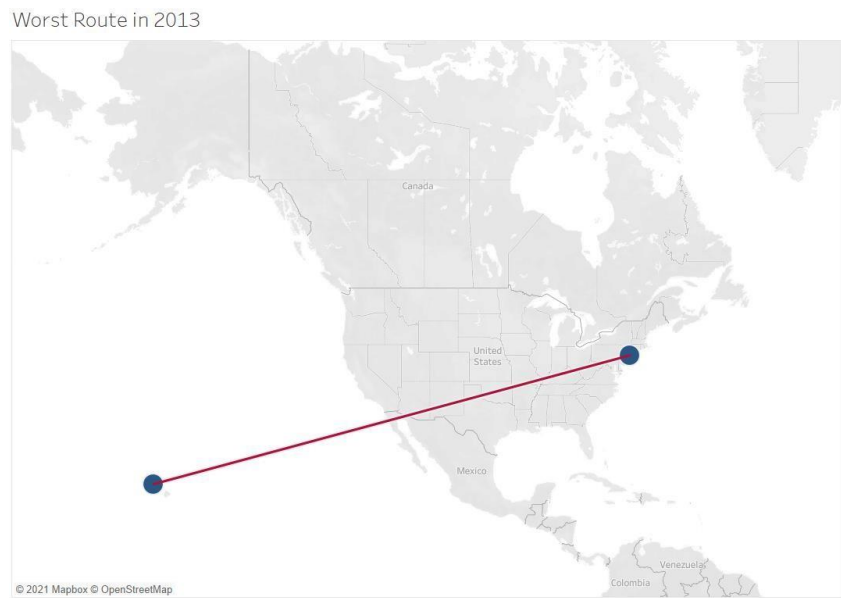 Worst Route in 2013
Canada
United
States
Mexico
Venezuela
Colombia
© 2021 Mapbox © OpenStreetMap